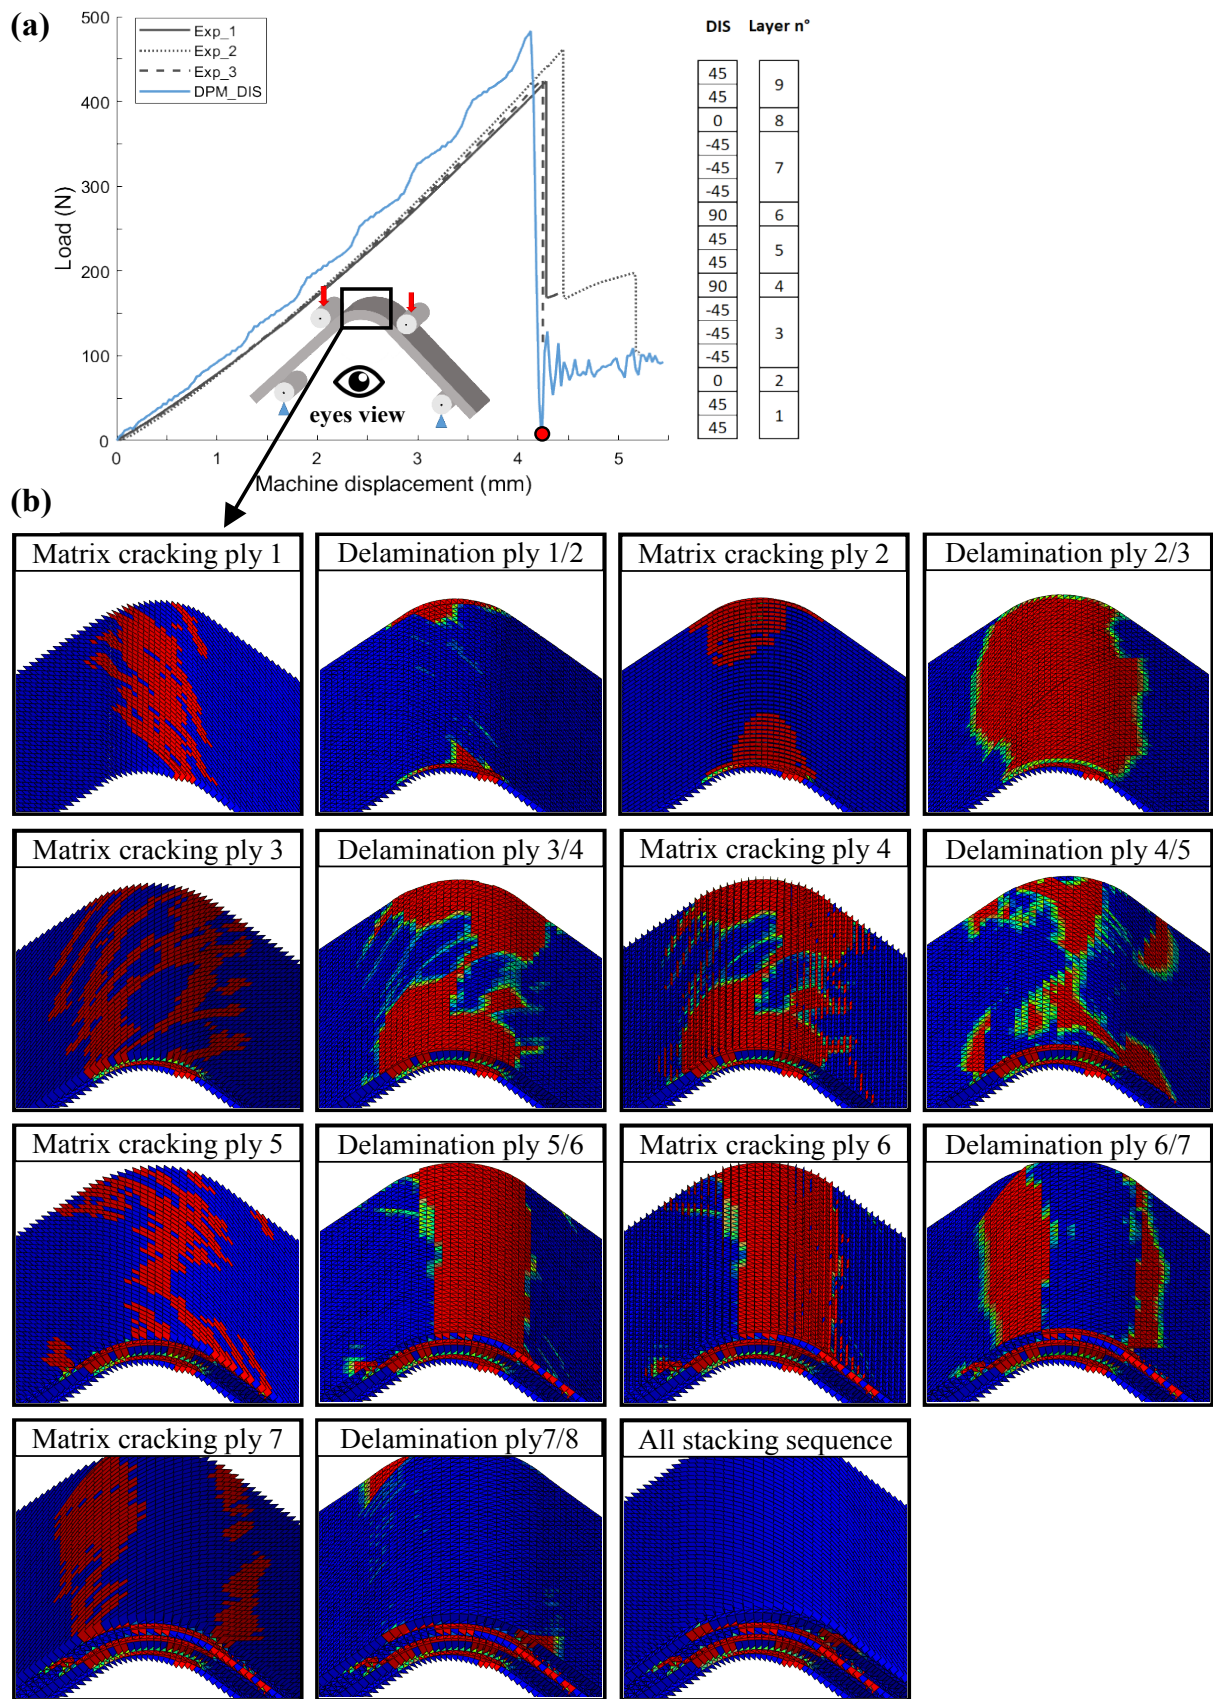 (a)
500
400
300
200
100
0
Load (N)
Exp_1
Exp_2
Exp_3
DPM_DIS
eyes view
0 1 2 3 4 5
Machine displacement (mm)
DIS Layer n°
45
45
9
0 8
-45
-45
-45
7
90 6
45
45
5
90 4
-45
-45
-45
3
0 2
45
45
1
(b)
Matrix cracking ply 1
Delamination ply 1/2
Matrix cracking ply 2
Delamination ply 2/3
Matrix cracking ply 3
Delamination ply 3/4
Matrix cracking ply 4
Delamination ply 4/5
Matrix cracking ply 5
Delamination ply 5/6
Matrix cracking ply 6
Delamination ply 6/7
Matrix cracking ply 7
Delamination ply7/8
All stacking sequence